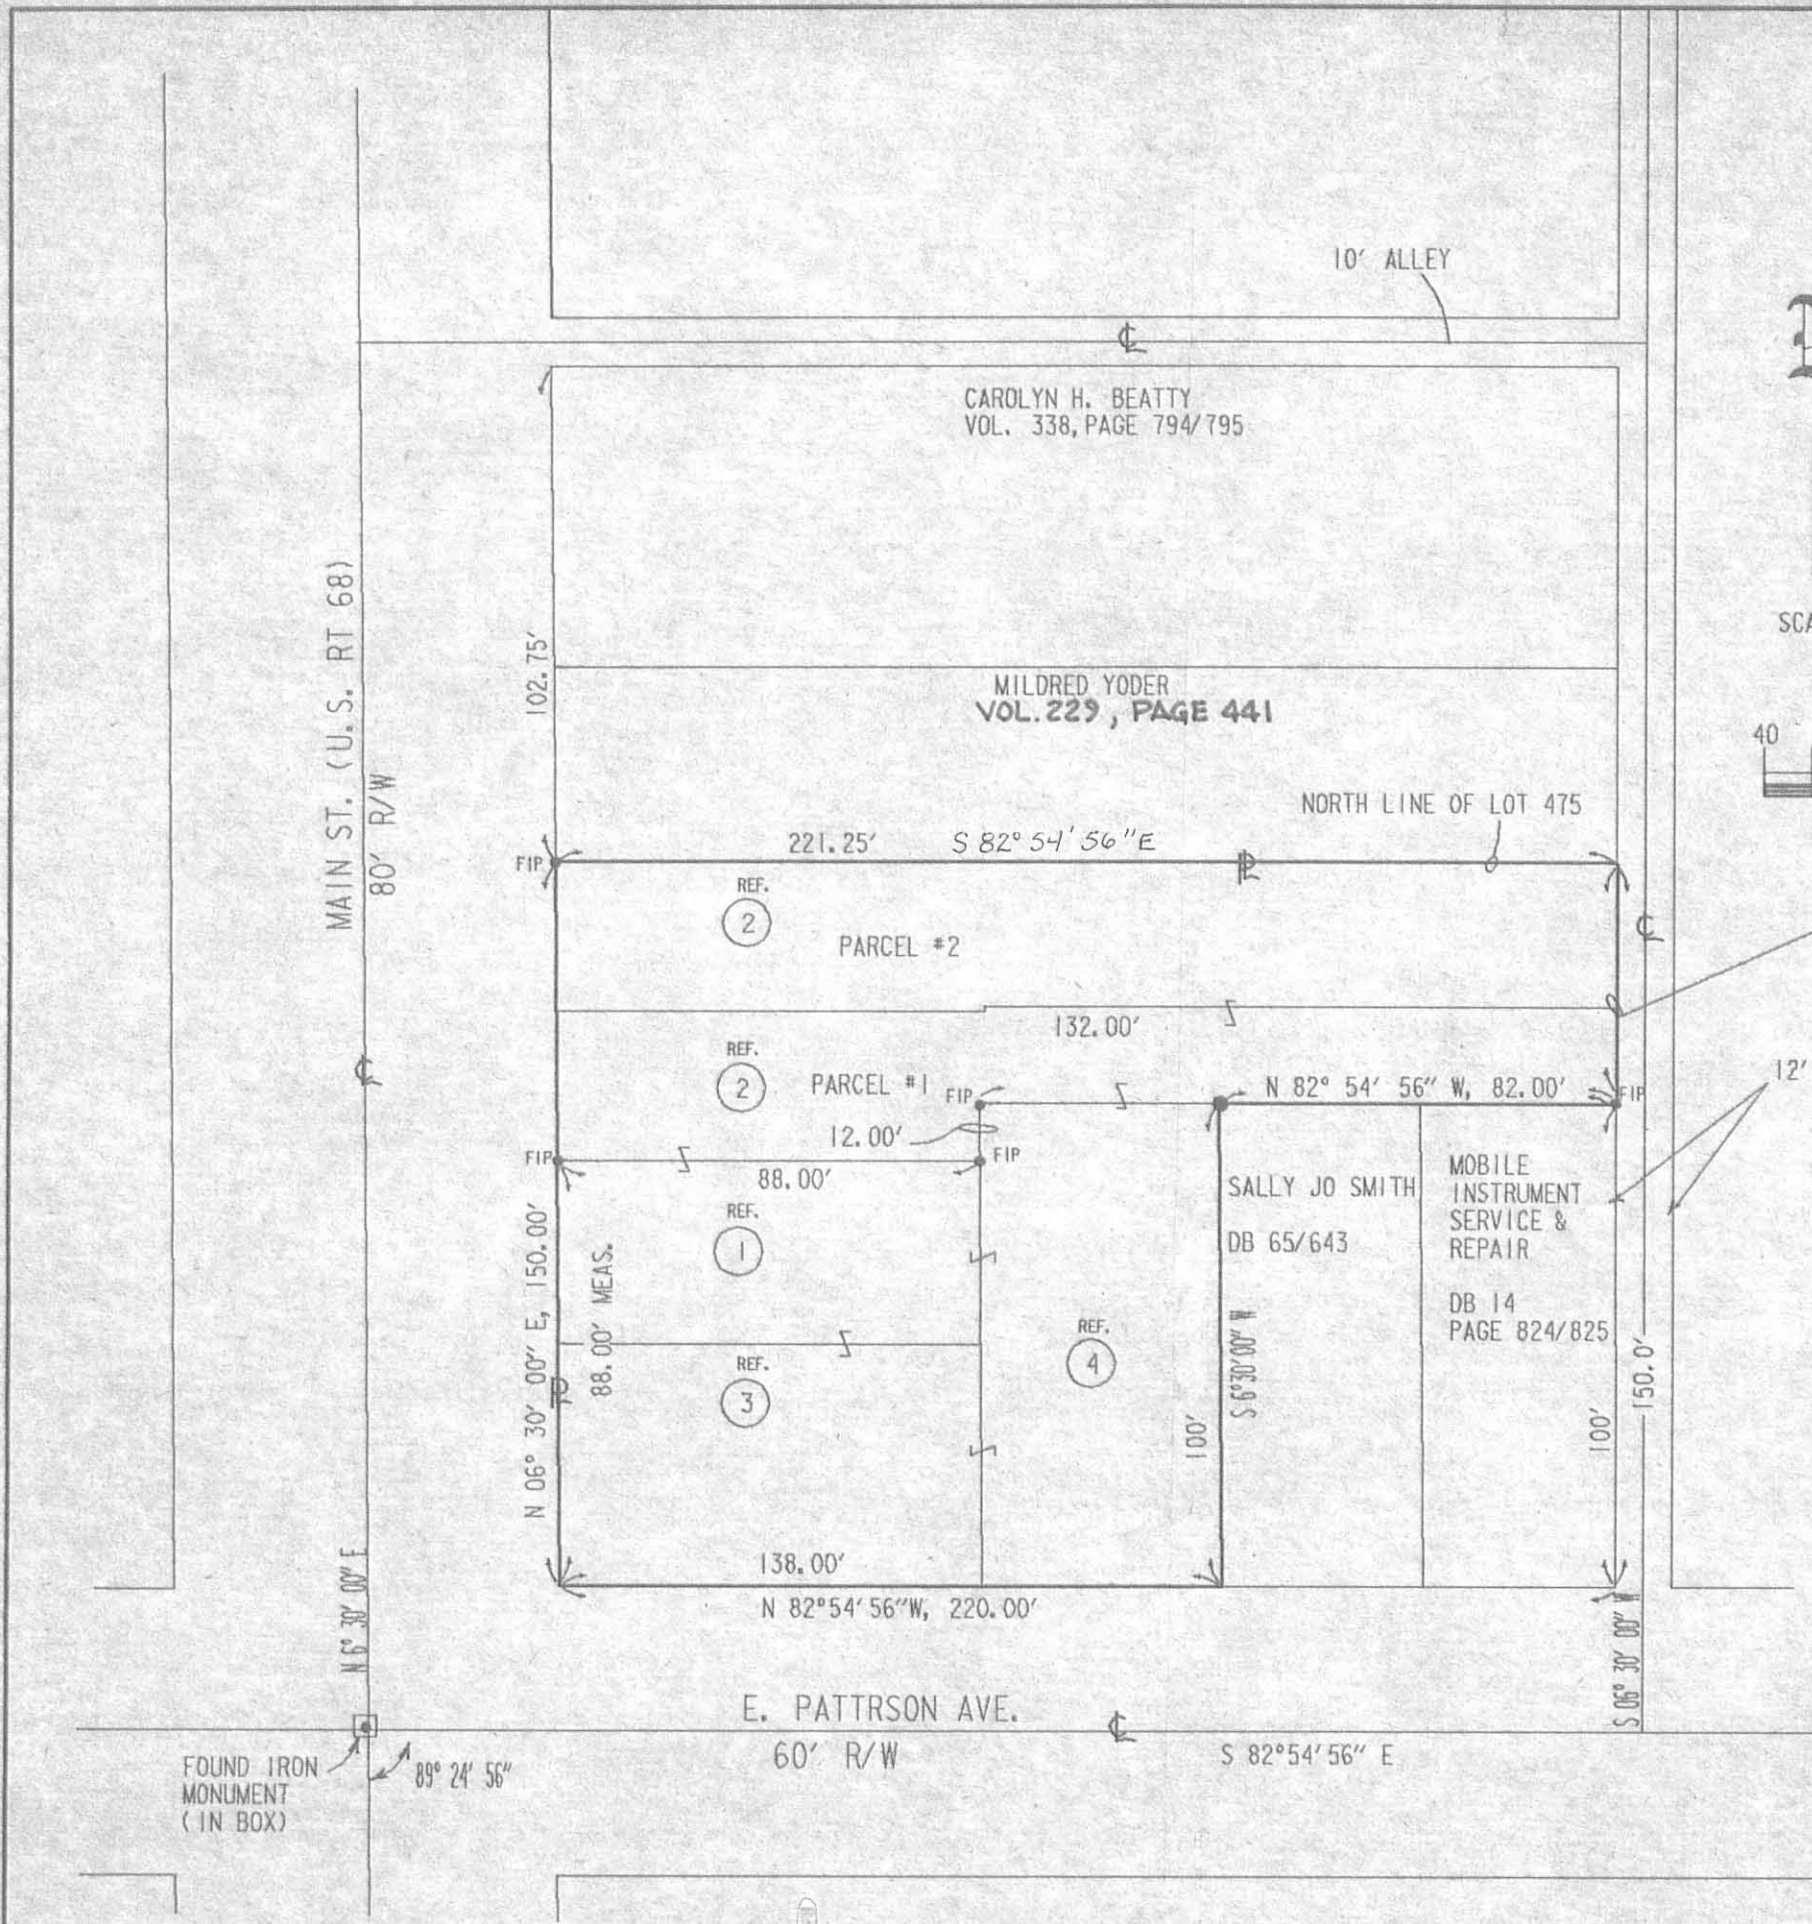 10' ALLEY
℄
CAROLYN H. BEATTY
VOL. 338, PAGE 794/795
SCA
MAIN ST. (U.S. RT 68)
80' R/W
102.75'
MILDRED YODER
VOL. 229, PAGE 441
40
NORTH LINE OF LOT 475
221.25' S 82° 54' 56" E
FIP
℄
REF.
2
PARCEL #2
132.00'
REF.
2
PARCEL #1
FIP
N 82° 54' 56" W, 82.00'
FIP
12'
12.00'
FIP
FIP
88.00'
℄
SALLY JO SMITH
DB 65/643
MOBILE
INSTRUMENT
SERVICE &
REPAIR
DB 14
PAGE 824/825
REF.
1
N 06° 30' 00" E, 150.00'
88.00' MEAS.
REF.
3
REF.
4
100'
S 6°30'00" W
100'
150.0'
138.00'
N 82°54'56"W, 220.00'
N 6° 30' 00" E
S 06° 30' 00" W
E. PATTRSON AVE.
℄
60' R/W
S 82°54'56" E
FOUND IRON
MONUMENT
(IN BOX)
89° 24' 56"